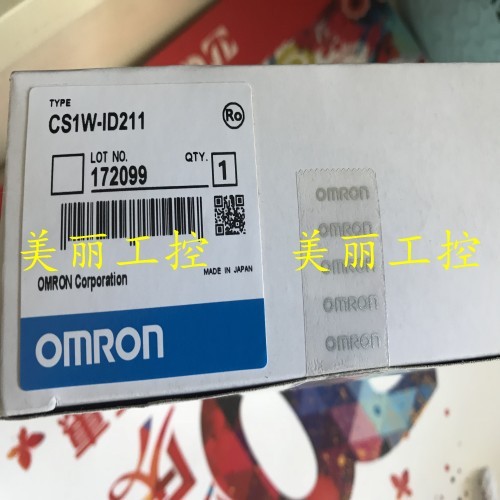 TYPE
CS1W-ID211
Ro
LOT NO.
QTY.
172099
1
美丽工控
美丽工控
MADE IN JAPAN
OMRON Corporation
OMRON
OMRON
OMRON
OMRON
OMRON
OMRON